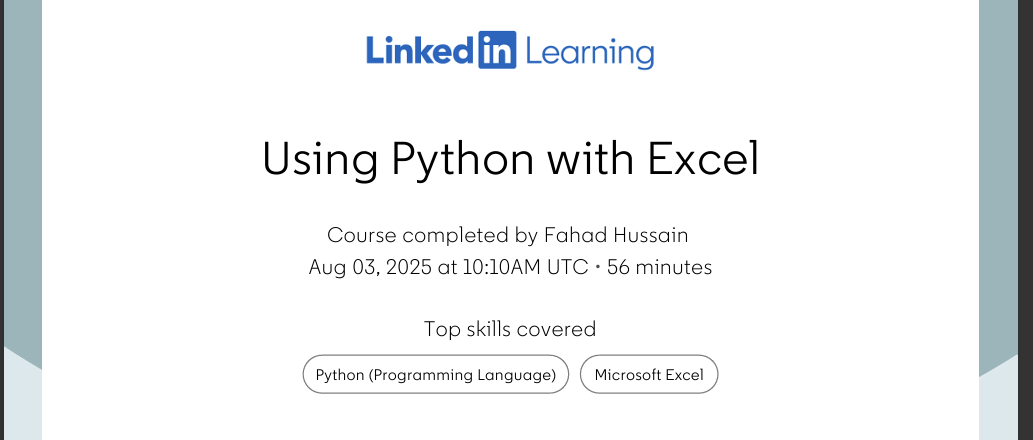 Linked in Learning
Using Python with Excel
Course completed by Fahad Hussain
Aug 03, 2025 at 10:10AM UTC • 56 minutes
Top skills covered
Python (Programming Language) Microsoft Excel